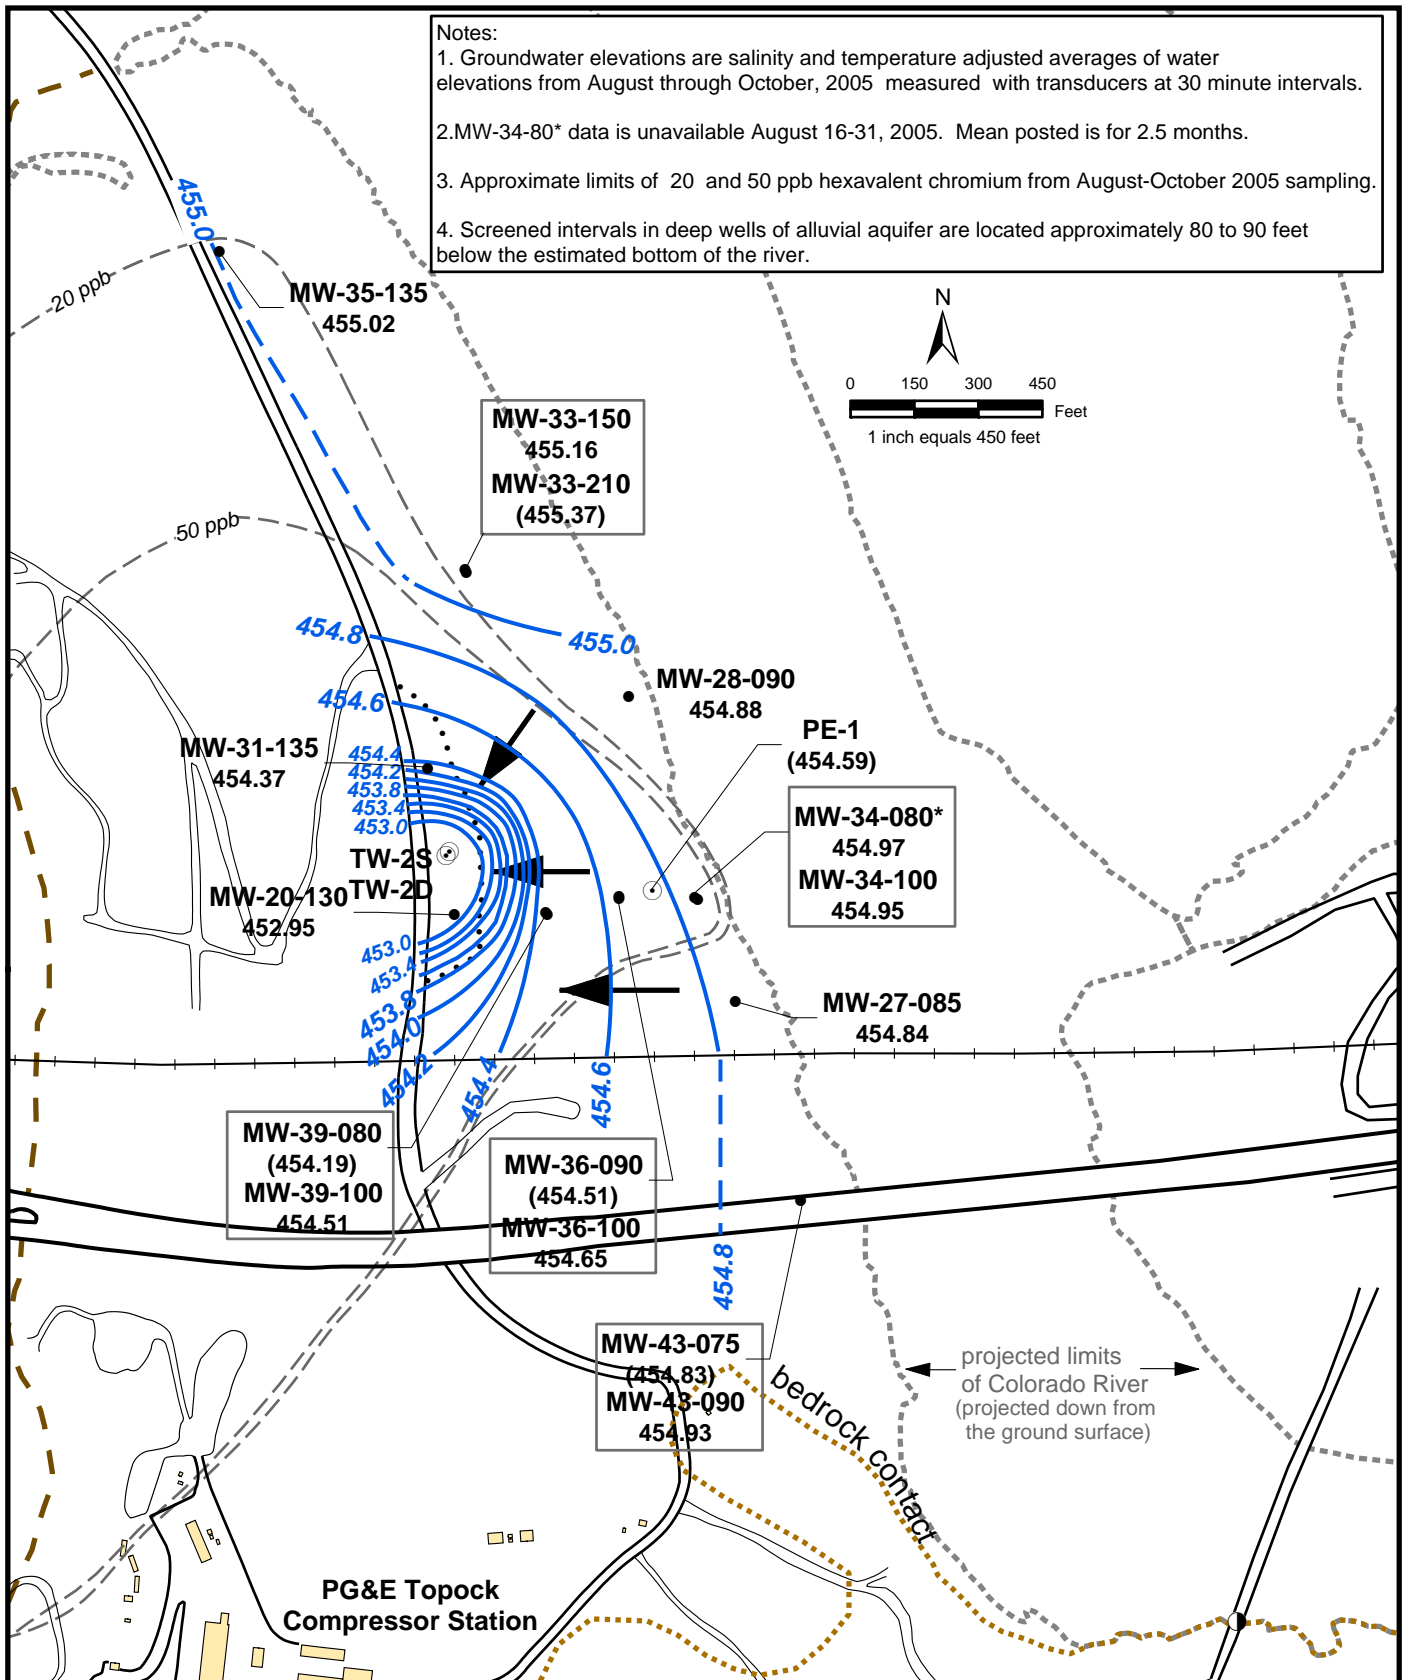 Notes:
1. Groundwater elevations are salinity and temperature adjusted averages of water
elevations from August through October, 2005 measured with transducers at 30 minute intervals.
2.MW-34-80* data is unavailable August 16-31, 2005. Mean posted is for 2.5 months.
3. Approximate limits of 20 and 50 ppb hexavalent chromium from August-October 2005 sampling.
4. Screened intervals in deep wells of alluvial aquifer are located approximately 80 to 90 feet
below the estimated bottom of the river.
455.0
20 ppb
MW-35-135
455.02
N
0 150 300 450
Feet
1 inch equals 450 feet
MW-33-150
455.16
MW-33-210
(455.37)
50 ppb
454.8
455.0
MW-28-090
454.88
454.6
PE-1
(454.59)
MW-31-135
454.37
454.4
454.2
453.8
453.4
453.0
MW-34-080*
454.97
MW-34-100
454.95
TW-2S
TW-2D
MW-20-130
452.95
453.0
453.4
453.8
454.0
454.2
454.4
454.6
MW-27-085
454.84
MW-39-080
(454.19)
MW-39-100
454.51
MW-36-090
(454.51)
MW-36-100
454.65
454.8
MW-43-075
(454.83)
MW-43-090
454.93
bedrock contact
projected limits
of Colorado River
(projected down from
the ground surface)
PG&E Topock
Compressor Station